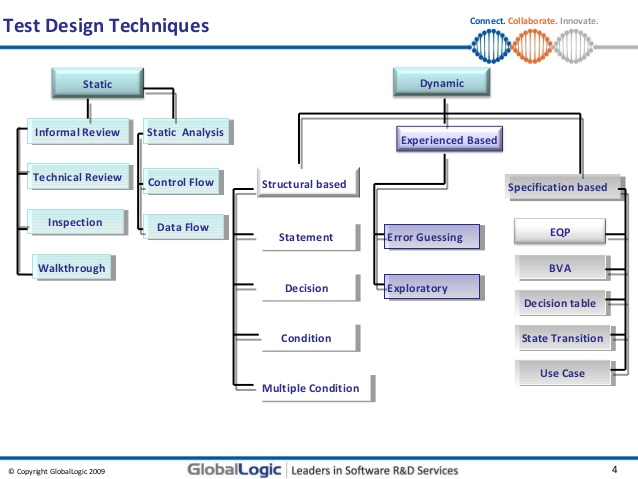 Test Design Techniques
Connect. Collaborate. Innovate.
Static
Informal Review
Technical Review
Inspection
Walkthrough
Static Analysis
Control Flow
Data Flow
Dynamic
Structural based
Statement
Decision
Condition
Multiple Condition
Experienced Based
Error Guessing
Exploratory
Specification based
EQP
BVA
Decision table
State Transition
Use Case
© Copyright GlobalLogic 2009
GlobalLogic
Leaders in Software R&D Services
4